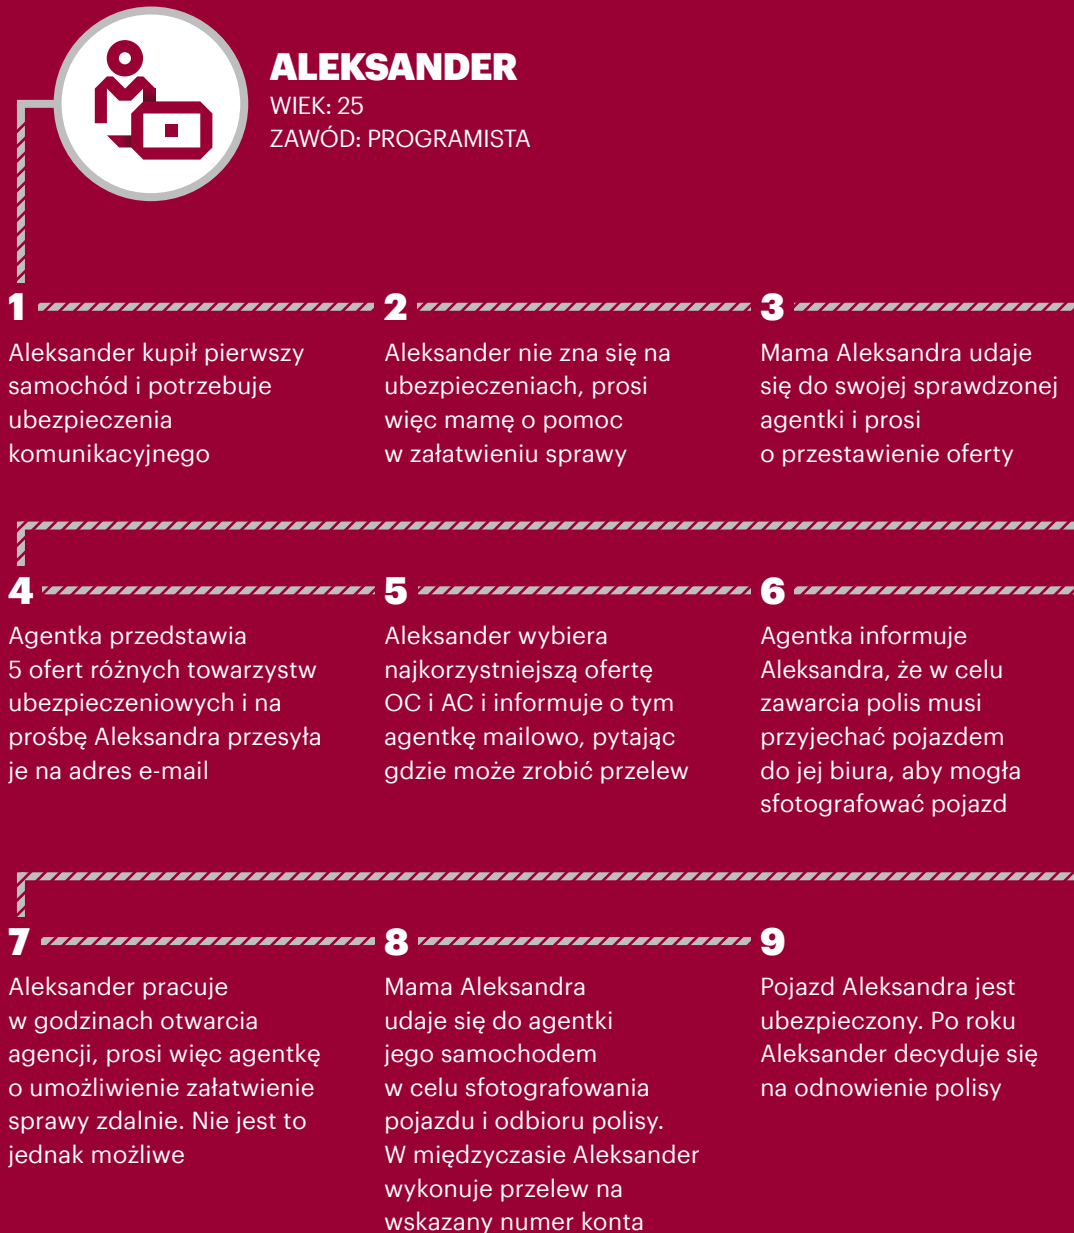 ALEKSANDER
WIEK: 25
ZAWÓD: PROGRAMISTA
1
Aleksander kupił pierwszy
samochód i potrzebuje
ubezpieczenia
komunikacyjnego
2
Aleksander nie zna się na
ubezpieczeniach, prosi
więc mamę o pomoc
w załatwieniu sprawy
3
Mama Aleksandra udaje
się do swojej sprawdzonej
agentki i prosi
o przestawienie oferty
4
Agentka przedstawia
5 ofert różnych towarzystw
ubezpieczeniowych i na
prośbę Aleksandra przesyła
je na adres e-mail
5
Aleksander wybiera
najkorzystniejszą ofertę
OC i AC i informuje o tym
agentkę mailowo, pytając
gdzie może zrobić przelew
6
Agentka informuje
Aleksandra, że w celu
zawarcia polis musi
przyjechać pojazdem
do jej biura, aby mogła
sfotografować pojazd
7
Aleksander pracuje
w godzinach otwarcia
agencji, prosi więc agentkę
o umożliwienie załatwienie
sprawy zdalnie. Nie jest to
jednak możliwe
8
Mama Aleksandra
udaje się do agentki
jego samochodem
w celu sfotografowania
pojazdu i odbioru polisy.
W międzyczasie Aleksander
wykonuje przelew na
wskazany numer konta
9
Pojazd Aleksandra jest
ubezpieczony. Po roku
Aleksander decyduje się
na odnowienie polisy